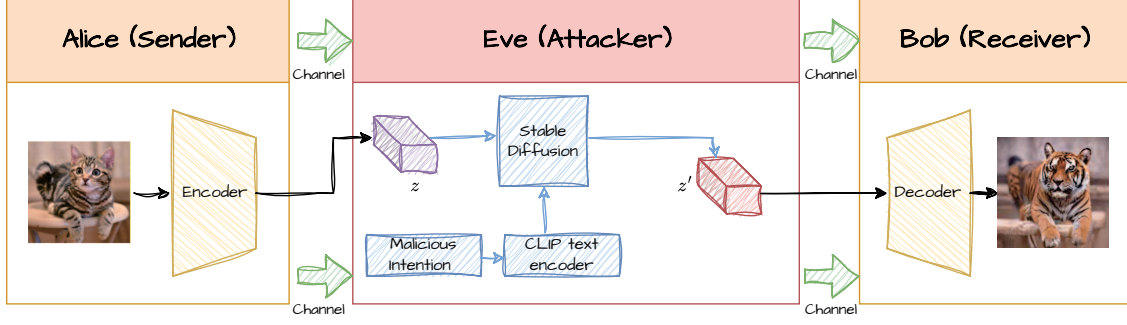 Alice (Sender)
Channel
Eve (Attacker)
Channel
Bob (Receiver)
Encoder
z
Stable
Diffusion
z'
Decoder
Malicious
Intention
CLIP text
encoder
Channel
Channel